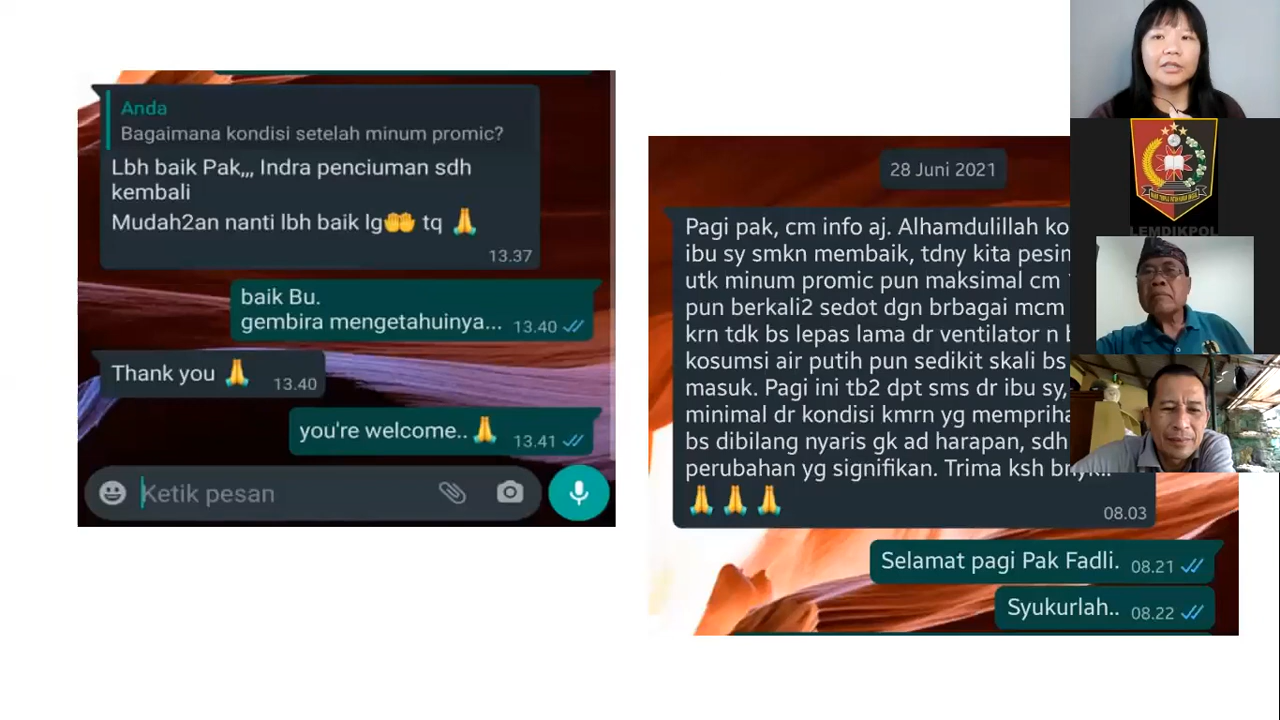 Anda
Bagaimana kondisi setelah minum promic?
Lbh baik Pak,,, Indra penciuman sdh
kembali
Mudah2an nanti lbh baik lg🤲 tq 🙏
13.37
baik Bu.
gembira mengetahuinya... 13.40
Thank you 🙏 13.40
you're welcome.. 🙏 13.41
Ketik pesan
28 Juni 2021
Pagi pak, cm info aj. Alhamdulillah ko
ibu sy smkn membaik, tdny kita pesim
utk minum promic pun maksimal cm
pun berkali2 sedot dgn brbagai mcm
krn tdk bs lepas lama dr ventilator n
kosumsi air putih pun sedikit skali bs
masuk. Pagi ini tb2 dpt sms dr ibu sy,
minimal dr kondisi kmrn yg mempriha
bs dibilang nyaris gk ad harapan, sdh
perubahan yg signifikan. Trima ksh bnyk..
🙏🙏🙏
08.03
Selamat pagi Pak Fadli. 08.21
Syukurlah.. 08.22
LEMDIKPOL